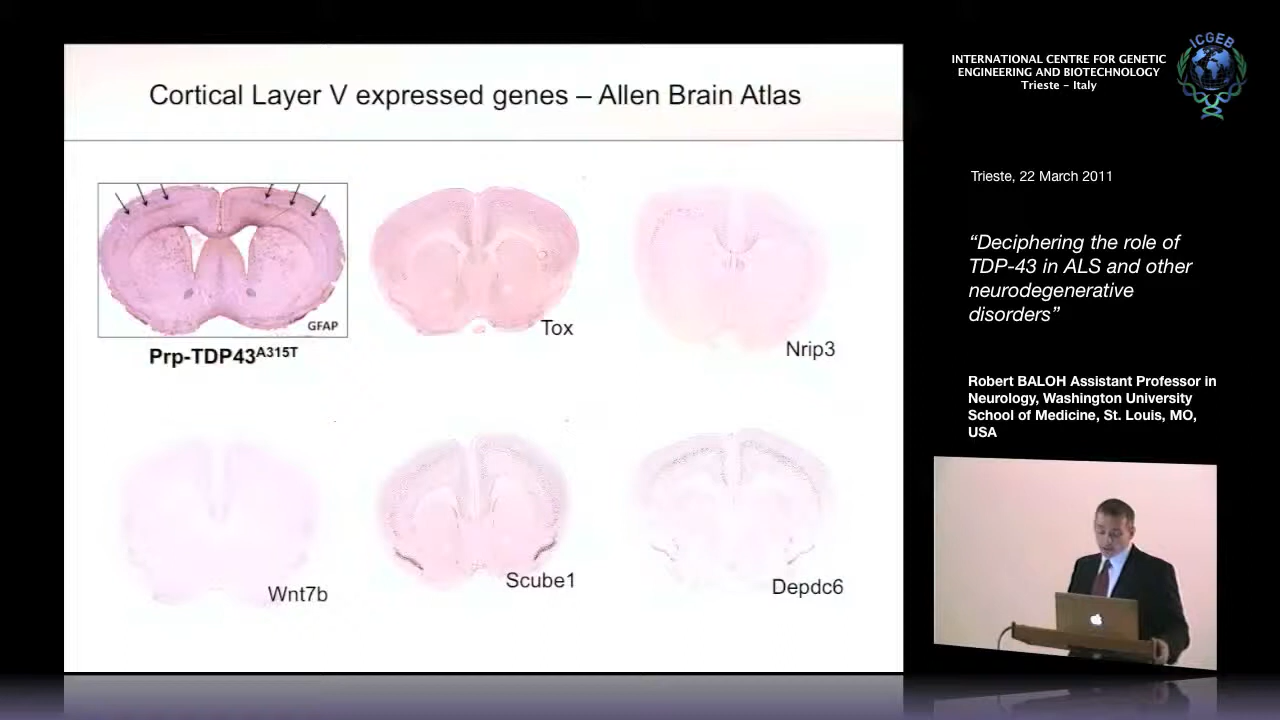 Cortical Layer V expressed genes – Allen Brain Atlas
GFAP
Prp-TDP43A315T
Tox
Nrip3
Wnt7b
Scube1
Depdc6
INTERNATIONAL CENTRE FOR GENETIC
ENGINEERING AND BIOTECHNOLOGY
Trieste - Italy
ICGEB
Trieste, 22 March 2011
“Deciphering the role of
TDP-43 in ALS and other
neurodegenerative
disorders”
Robert BALOH Assistant Professor in
Neurology, Washington University
School of Medicine, St. Louis, MO,
USA